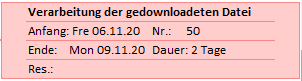 Verarbeitung der gedownloadeten Datei
Anfang: Fre 06.11.20 Nr.: 50
Ende: Mon 09.11.20 Dauer: 2 Tage
Res.: